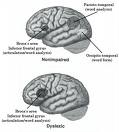 Parieto-temporal
(word analysis)
Broca's area
Inferior frontal gyrus
(articulation/word analysis)
Occipito-temporal
(word form)
Nonimpaired
Broca's area
Inferior frontal gyrus
(articulation/word analysis)
Dyslexic